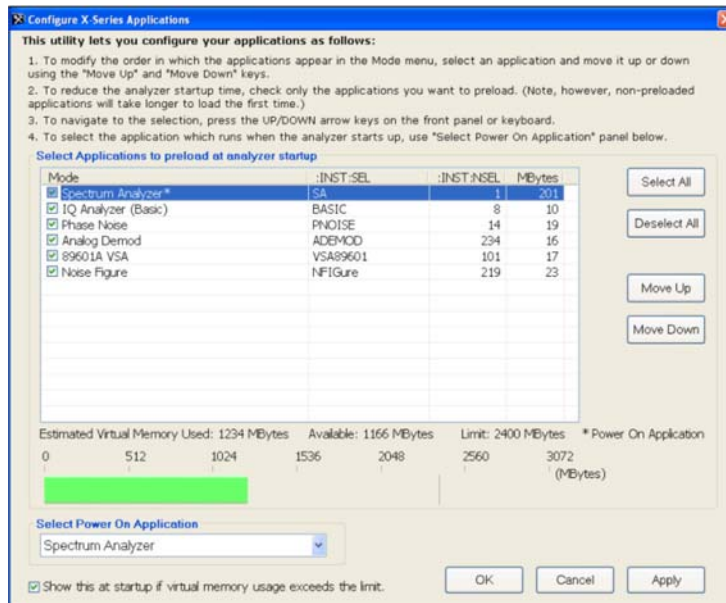 Configure X-Series Applications
This utility lets you configure your applications as follows:
1. To modify the order in which the applications appear in the Mode menu, select an application and move it up or down
using the "Move Up" and "Move Down" keys.
2. To reduce the analyzer startup time, check only the applications you want to preload. (Note, however, non-preloaded
applications will take longer to load the first time.)
3. To navigate to the selection, press the UP/DOWN arrow keys on the front panel or keyboard.
4. To select the application which runs when the analyzer starts up, use "Select Power On Application" panel below.
Select Applications to preload at analyzer startup
Mode :INST:SEL :INST:NSEL MBytes
Spectrum Analyzer* SA 1 201
IQ Analyzer (Basic) BASIC 8 10
Phase Noise PNOISE 14 19
Analog Demod ADEMOD 234 16
89601A VSA VSA89601 101 17
Noise Figure NFIGure 219 23
Select All
Deselect All
Move Up
Move Down
Estimated Virtual Memory Used: 1234 MBytes Available: 1166 MBytes Limit: 2400 MBytes * Power On Application
0 512 1024 1536 2048 2560 3072
(MBytes)
Select Power On Application
Spectrum Analyzer
Show this at startup if virtual memory usage exceeds the limit.
OK Cancel Apply